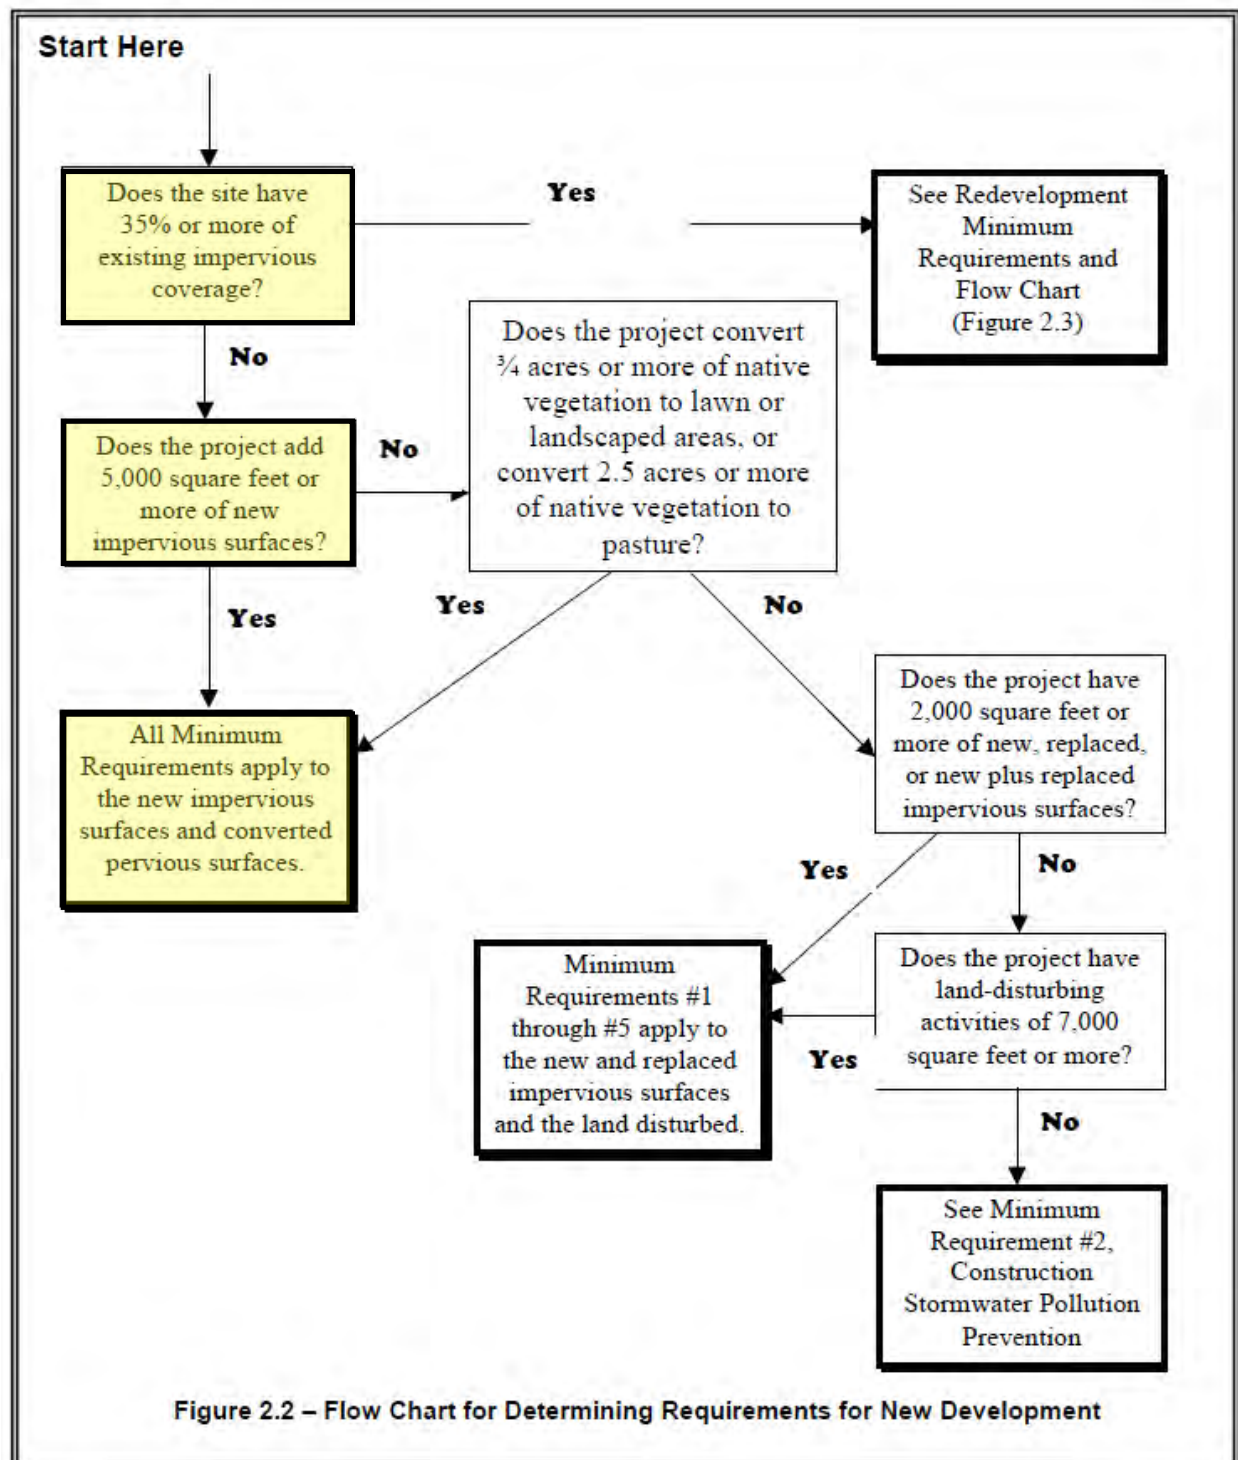 Start Here
Does the site have
35% or more of
existing impervious
coverage?
Yes
See Redevelopment
Minimum
Requirements and
Flow Chart
(Figure 2.3)
No
Does the project convert
¾ acres or more of native
vegetation to lawn or
landscaped areas, or
convert 2.5 acres or more
of native vegetation to
pasture?
Does the project add
5,000 square feet or
more of new
impervious surfaces?
No
Yes
Yes
No
All Minimum
Requirements apply to
the new impervious
surfaces and converted
pervious surfaces.
Does the project have
2,000 square feet or
more of new, replaced,
or new plus replaced
impervious surfaces?
Yes
No
Minimum
Requirements #1
through #5 apply to
the new and replaced
impervious surfaces
and the land disturbed.
Does the project have
land-disturbing
activities of 7,000
square feet or more?
Yes
No
See Minimum
Requirement #2,
Construction
Stormwater Pollution
Prevention
Figure 2.2 – Flow Chart for Determining Requirements for New Development